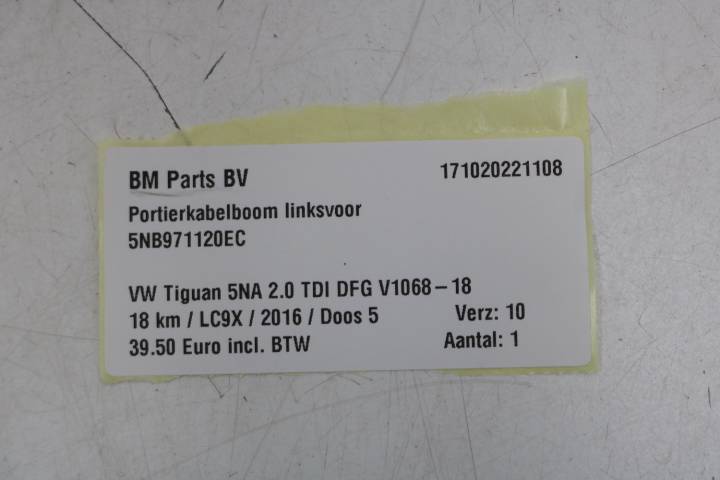 BM Parts BV 171020221108
Portierkabelboom linksvoor
5NB971120EC
VW Tiguan 5NA 2.0 TDI DFG V1068-18
18 km / LC9X / 2016 / Doos 5 Verz: 10
39.50 Euro incl. BTW Aantal: 1